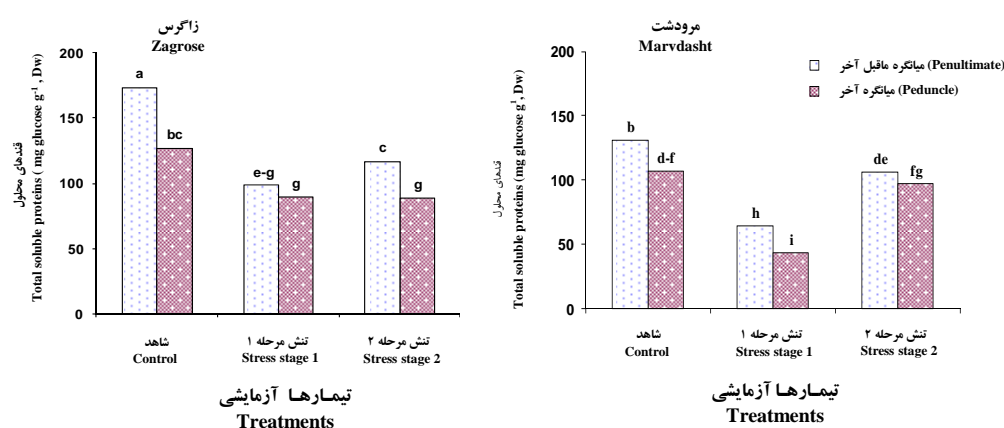 زاگرس
Zagrose
200
150
100
50
0
قندهای محلول
Total soluble proteins ( mg glucose g-1 , Dw)
a
bc
e-g
g
c
g
شاهد
Control
تنش مرحله ۱
Stress stage 1
تنش مرحله ۲
Stress stage 2
تیمـارهـا آزمایشی
Treatments
مرودشت
Marvdasht
میانگره ماقبل آخر (Penultimate)
میانگره آخر (Peduncle)
200
150
100
50
0
قندهای محلول
Total soluble proteins (mg glucose g1, Dw)
b
d-f
h
i
de
fg
شاهد
Control
تنش مرحله ۱
Stress stage 1
تنش مرحله ۲
Stress stage 2
تیمـارهـا آزمایشی
Treatments